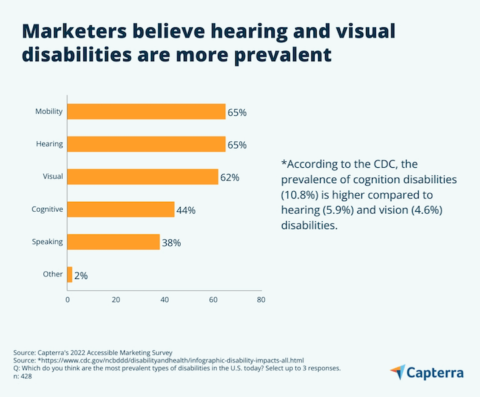 Marketers believe hearing and visual
disabilities are more prevalent
Mobility
65%
Hearing
65%
Visual
62%
Cognitive
44%
Speaking
38%
Other
2%
0
20
40
60
80
*According to the CDC, the
prevalence of cognition disabilities
(10.8%) is higher compared to
hearing (5.9%) and vision (4.6%)
disabilities.
Source: Capterra's 2022 Accessible Marketing Survey
Source: *https://www.cdc.gov/ncbddd/disabilityandhealth/infographic-disability-impacts-all.html
Q: Which do you think are the most prevalent types of disabilities in the U.S. today? Select up to 3 responses.
n: 428
Capterra